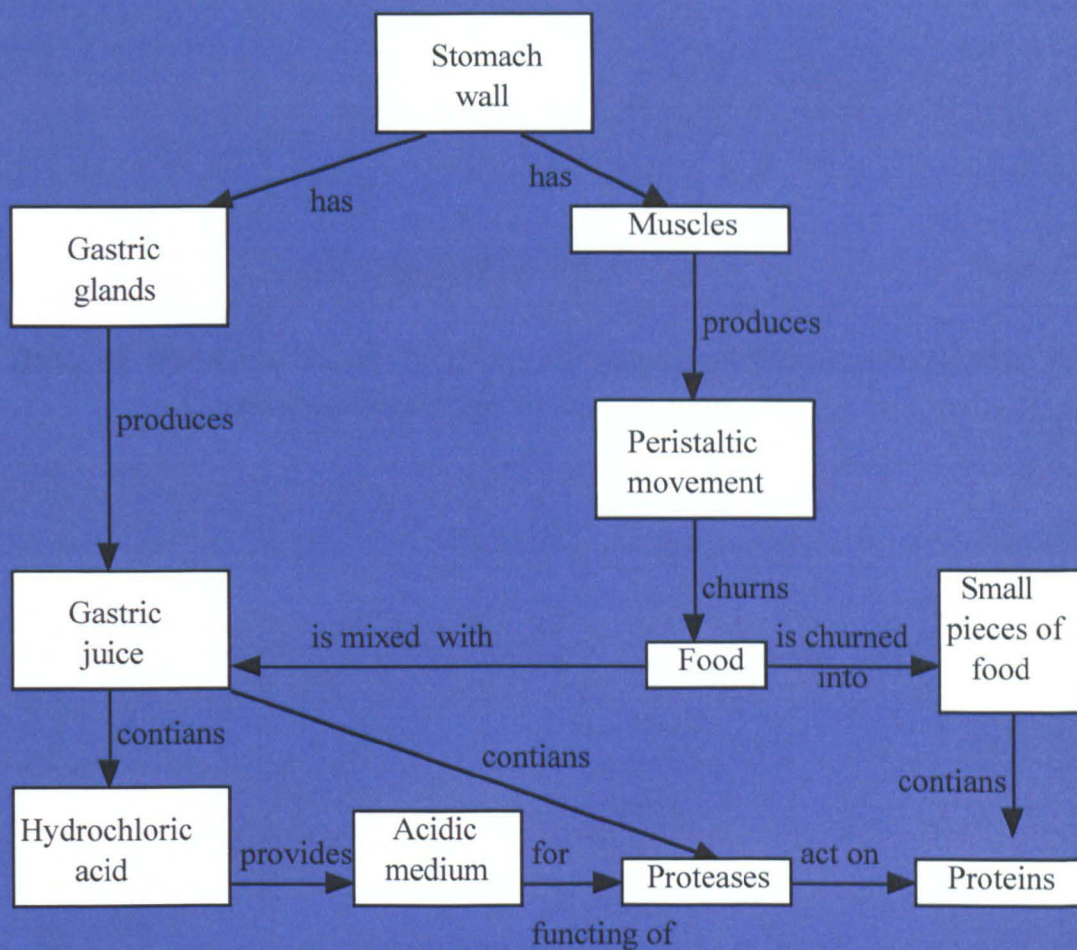 Stomach
wall
has
has
Gastric
glands
Muscles
produces
produces
Peristaltic
movement
churns
Gastric
juice
is mixed with
Food
is churned
into
Small
pieces of
food
contians
contians
contians
Hydrochloric
acid
provides
Acidic
medium
for
functing of
Proteases
act on
Proteins